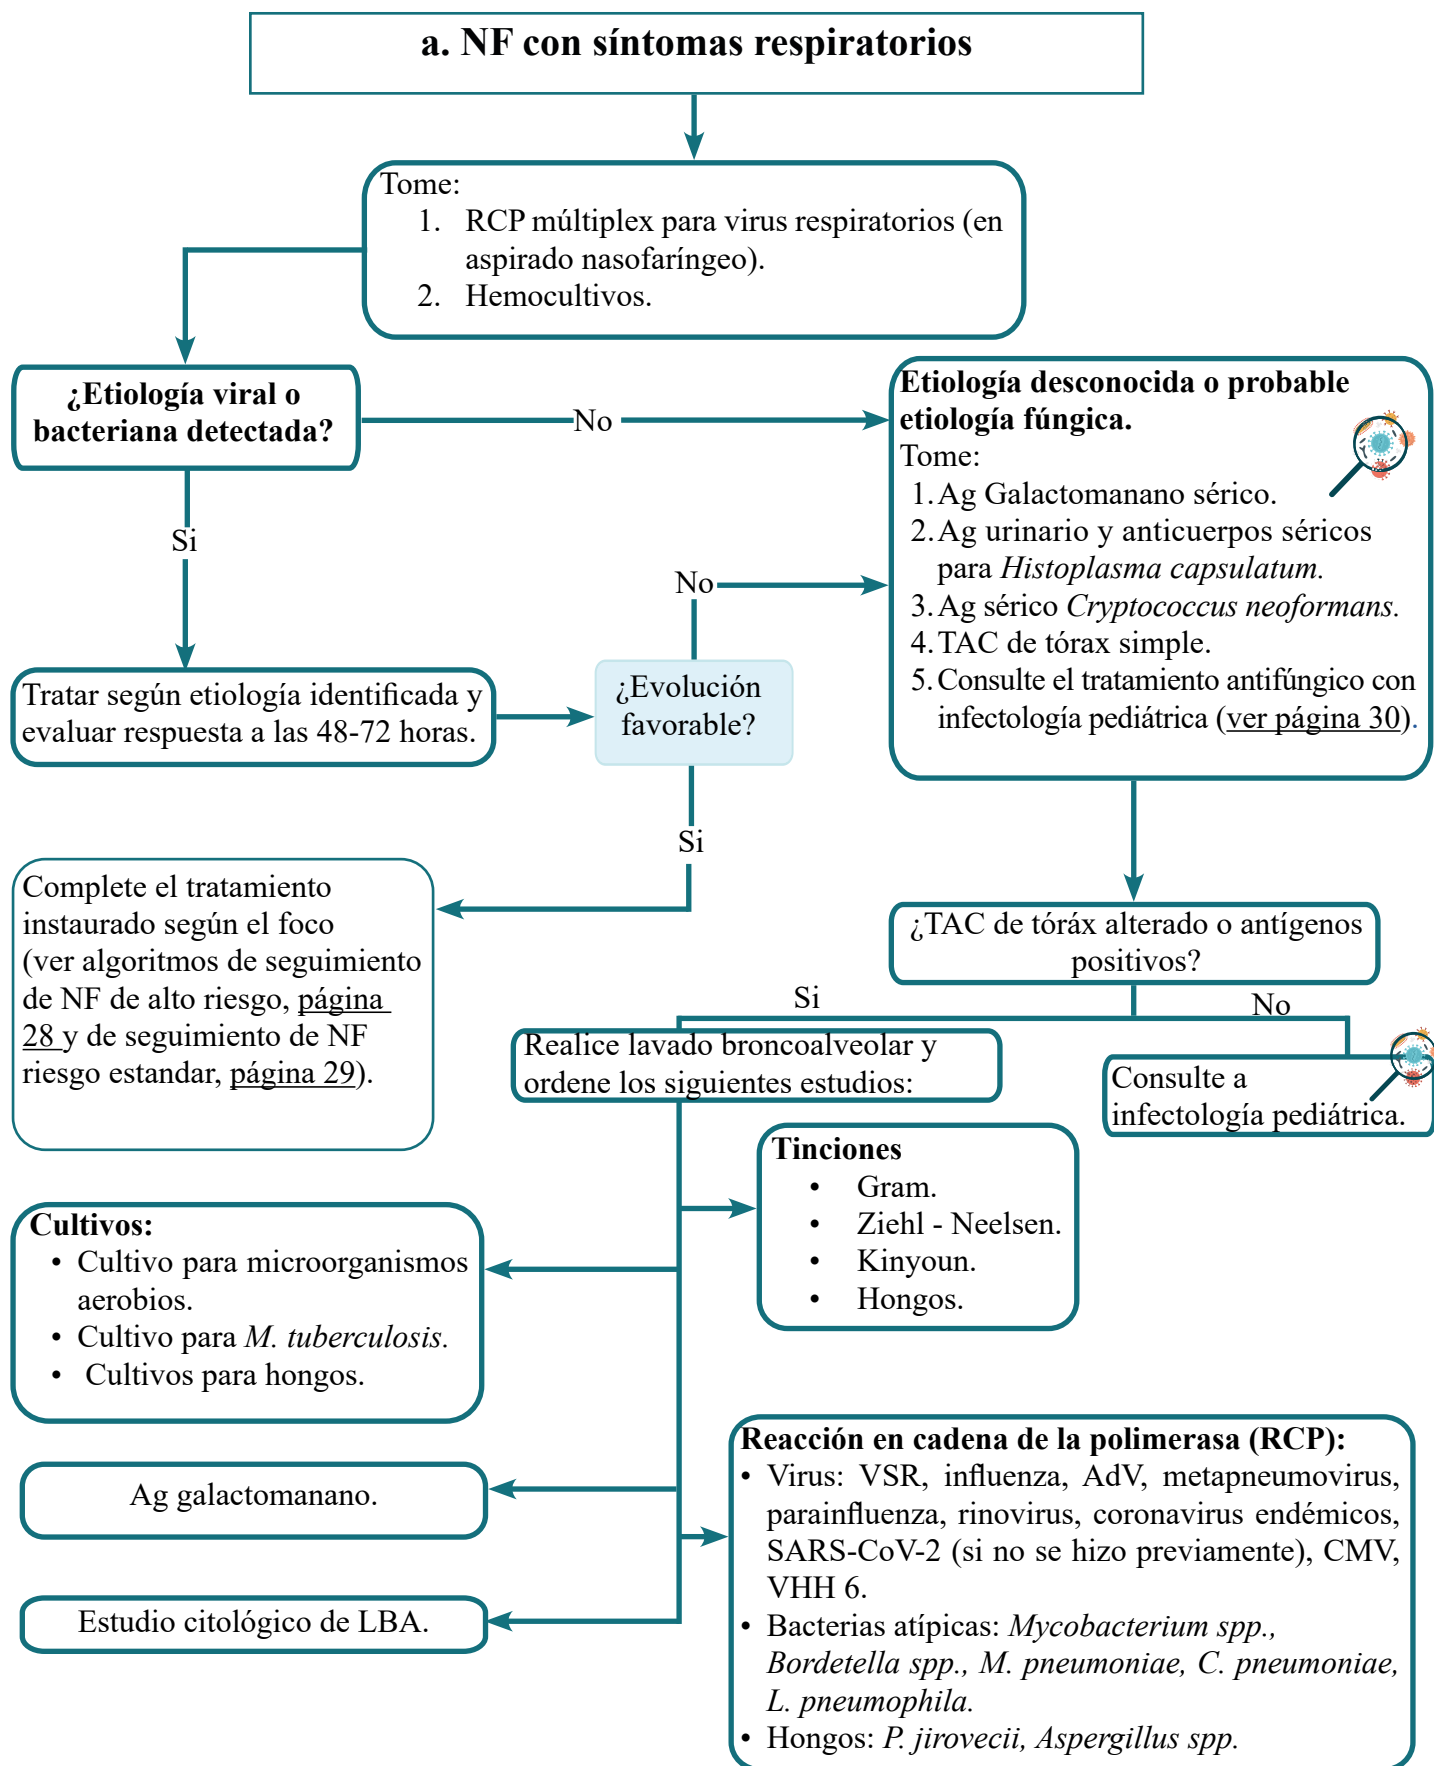 a. NF con síntomas respiratorios
Tome:
1. RCP múltiplex para virus respiratorios (en
aspirado nasofaríngeo).
2. Hemocultivos.
¿Etiología viral o
bacteriana detectada?
No
Si
Etiología desconocida o probable
etiología fúngica.
Tome:
1. Ag Galactomanano sérico.
2. Ag urinario y anticuerpos séricos
para Histoplasma capsulatum.
3. Ag sérico Cryptococcus neoformans.
4. TAC de tórax simple.
5. Consulte el tratamiento antifúngico con
infectología pediátrica (ver página 30).
Tratar según etiología identificada y
evaluar respuesta a las 48-72 horas.
¿Evolución
favorable?
No
Si
Complete el tratamiento
instaurado según el foco
(ver algoritmos de seguimiento
de NF de alto riesgo, página
28 y de seguimiento de NF
riesgo estandar, página 29).
¿TAC de tóráx alterado o antígenos
positivos?
Si
No
Realice lavado broncoalveolar y
ordene los siguientes estudios:
Consulte a
infectología pediátrica.
Tinciones
• Gram.
• Ziehl - Neelsen.
• Kinyoun.
• Hongos.
Cultivos:
• Cultivo para microorganismos
aerobios.
• Cultivo para M. tuberculosis.
• Cultivos para hongos.
Ag galactomanano.
Estudio citológico de LBA.
Reacción en cadena de la polimerasa (RCP):
• Virus: VSR, influenza, AdV, metapneumovirus,
parainfluenza, rinovirus, coronavirus endémicos,
SARS-CoV-2 (si no se hizo previamente), CMV,
VHH 6.
• Bacterias atípicas: Mycobacterium spp.,
Bordetella spp., M. pneumoniae, C. pneumoniae,
L. pneumophila.
• Hongos: P. jirovecii, Aspergillus spp.